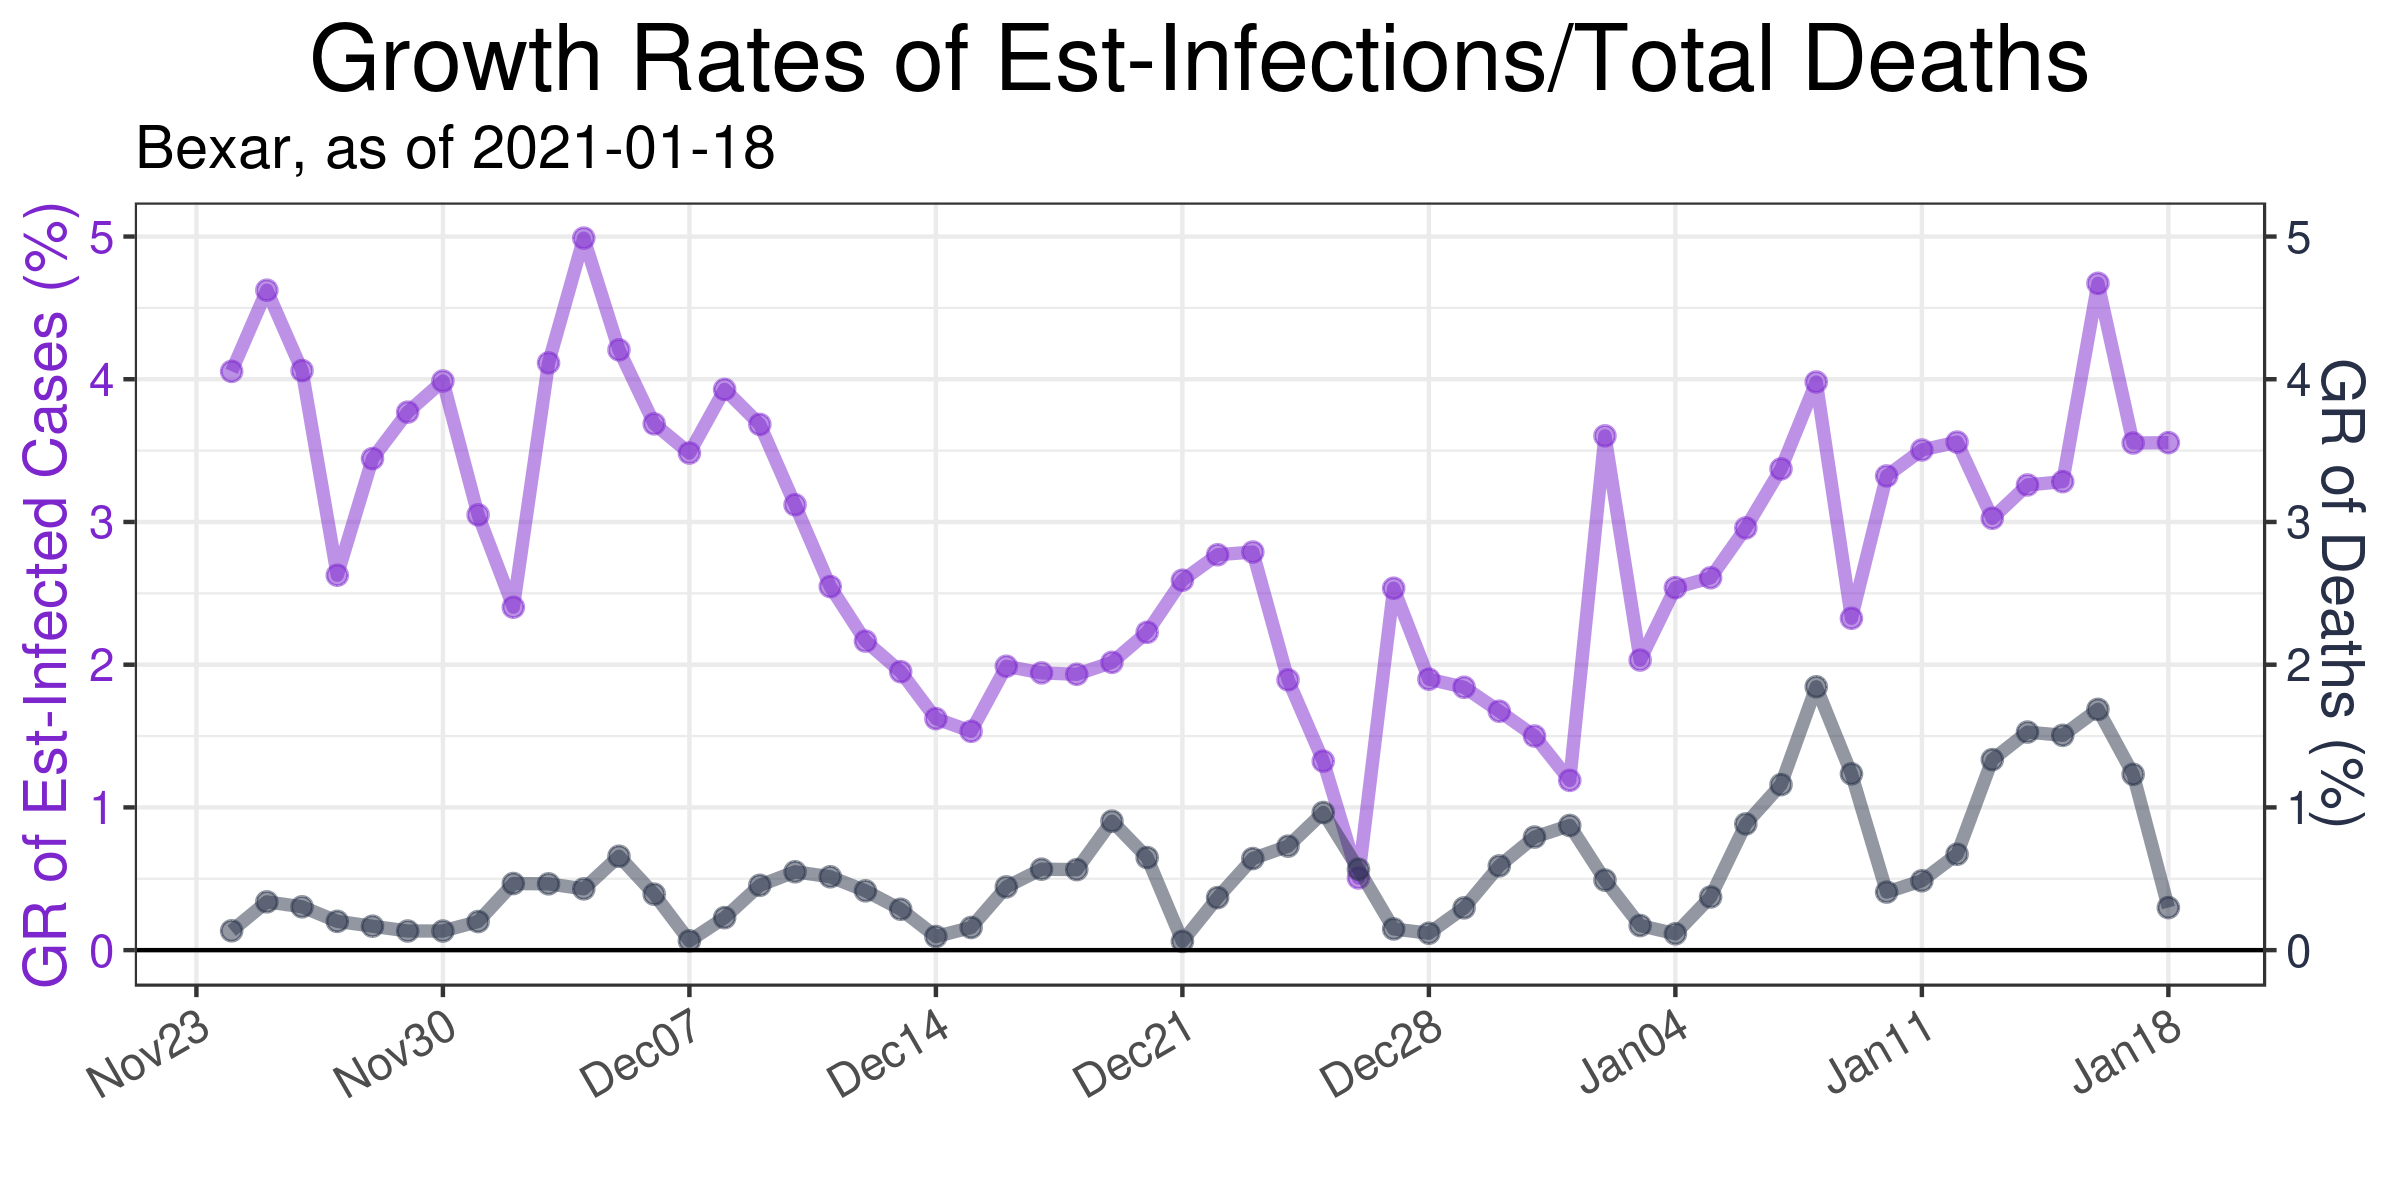 Growth Rates of Est-Infections/Total Deaths
Bexar, as of 2021-01-18
GR of Est-Infected Cases (%)
5
4
3
2
1
0
5
4
3
2
1
0
GR of Deaths (%)
Nov23
Nov30
Dec07
Dec14
Dec21
Dec28
Jan04
Jan11
Jan18